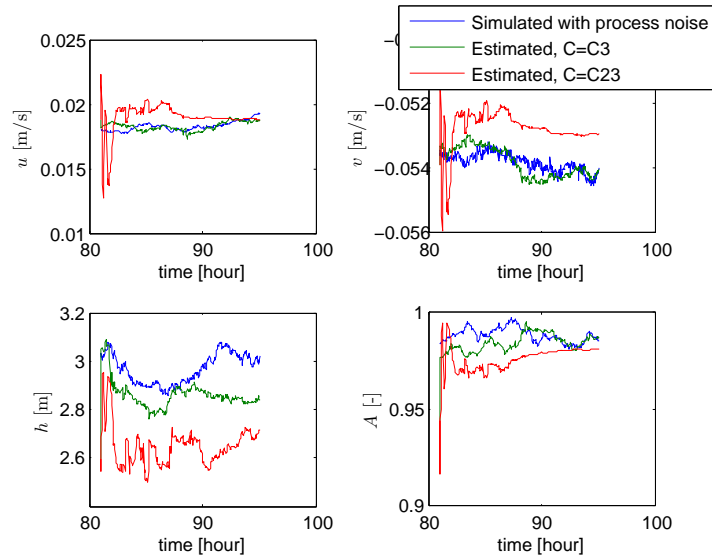 Simulated with process noise
Estimated, C=C3
Estimated, C=C23
0.025
0.02
0.015
0.01
u [m/s]
80
90
100
time [hour]
-0.052
-0.054
-0.056
v [m/s]
80
90
100
time [hour]
3.2
3
2.8
2.6
h [m]
80
90
100
time [hour]
1
0.95
0.9
A [-]
80
90
100
time [hour]